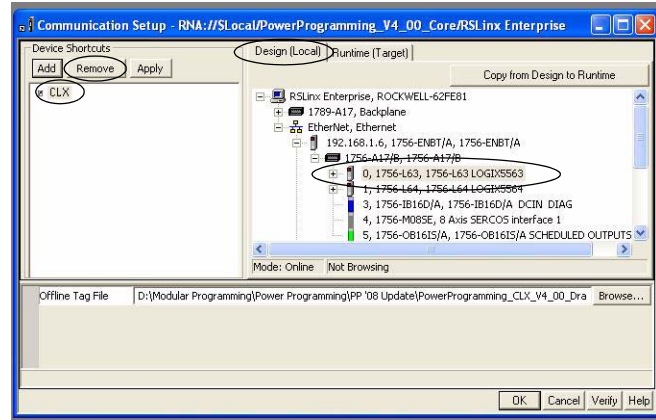 Communication Setup - RNA://$Local/PowerProgramming_V4_00_Core/RSLinx Enterprise
Device Shortcuts
Add Remove Apply
CLX
Design (Local) Runtime (Target)
Copy from Design to Runtime
RSLinx Enterprise, ROCKWELL-62FE81
1789-A17, Backplane
EtherNet, Ethernet
192.168.1.6, 1756-ENBT/A, 1756-ENBT/A
1756-A17/B, 1756-A17/B
0, 1756-L63, 1756-L63 LOGIX5563
1, 1756-L64, 1756-L64 LOGIX5564
3, 1756-IB16D/A, 1756-IB16D/A DCIN DIAG
4, 1756-M08SE, 8 Axis SERCOS interface 1
5, 1756-OB16IS/A, 1756-OB16IS/A SCHEDULED OUTPUTS
Mode: Online Not Browsing
Offline Tag File D:\Modular Programming\Power Programming\PP '08 Update\PowerProgramming_CLX_V4_00_Dra Browse...
OK Cancel Verify Help